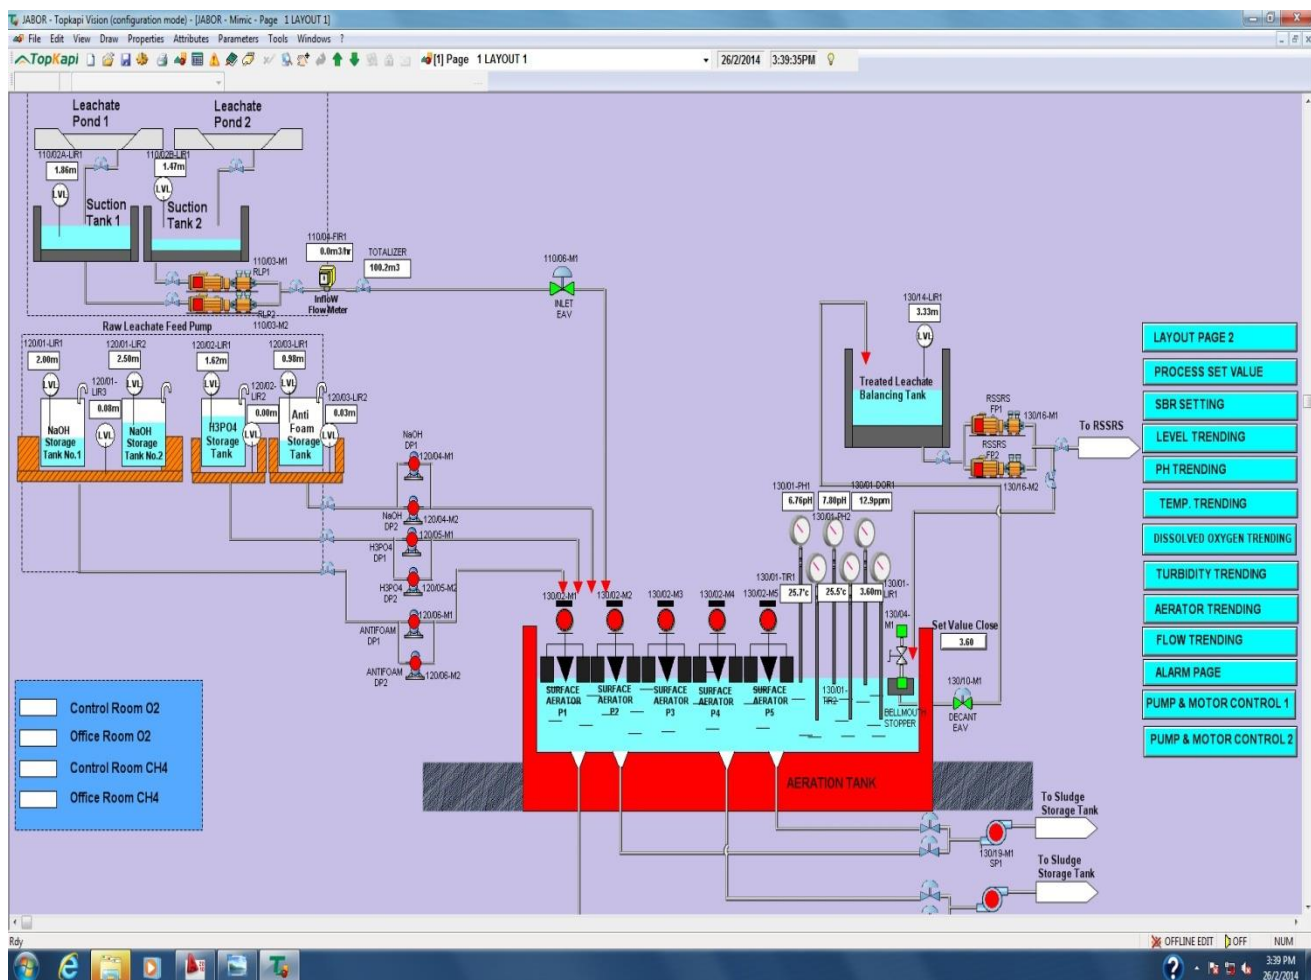 JABOR - Topkapi Vision (configuration mode) - [JABOR - Mimic - Page 1 LAYOUT 1]
File Edit View Draw Properties Attributes Parameters Tools Windows ?
TopKapi
[1] Page 1 LAYOUT 1
26/2/2014 3:39:35PM
Leachate
Pond 1
Leachate
Pond 2
110/02A-LIR1
1.86m
LVL
110/02B-LIR1
1.47m
LVL
Suction
Tank 1
Suction
Tank 2
110/03-M1
RLP1
RLP2
110/03-M2
110/04-FIR1
0.0m3/hr
Inflow
Flow Meter
TOTALIZER
100.2m3
110/06-M1
INLET
EAV
Raw Leachate Feed Pump
120/01-LIR1
2.00m
LVL
120/01-LIR2
2.50m
LVL
120/01-
LIR3
0.08m
LVL
120/02-LIR1
1.62m
LVL
120/02-
LIR2
0.00m
LVL
120/03-LIR1
0.98m
LVL
120/03-LIR2
0.03m
LVL
NaOH
Storage
Tank No.1
NaOH
Storage
Tank No.2
H3PO4
Storage
Tank
Anti
Foam
Storage
Tank
NaOH
DP1
120/04-M1
NaOH
DP2
120/04-M2
H3PO4
DP1
120/05-M1
H3PO4
DP2
120/05-M2
ANTIFOAM
DP1
120/06-M1
ANTIFOAM
DP2
120/06-M2
130/14-LIR1
3.33m
LVL
Treated Leachate
Balancing Tank
RSSRS
FP1
130/16-M1
RSSRS
FP2
130/16-M2
To RSSRS
130/01-PH1
6.76pH
7.80pH
130/01-PH2
130/01-DOR1
12.9ppm
130/01-TIR1
25.7°c
25.5°c
130/01-
TIR2
3.60m
130/01-
LIR1
130/02-M1
130/02-M2
130/02-M3
130/02-M4
130/02-M5
SURFACE
AERATOR
P1
SURFACE
AERATOR
P2
SURFACE
AERATOR
P3
SURFACE
AERATOR
P4
SURFACE
AERATOR
P5
130/04-
M1
BELLMOUTH
STOPPER
Set Value Close
3.60
130/10-M1
DECANT
EAV
AERATION TANK
130/19-M1
SP1
To Sludge
Storage Tank
To Sludge
Storage Tank
Control Room O2
Office Room O2
Control Room CH4
Office Room CH4
LAYOUT PAGE 2
PROCESS SET VALUE
SBR SETTING
LEVEL TRENDING
PH TRENDING
TEMP. TRENDING
DISSOLVED OXYGEN TRENDING
TURBIDITY TRENDING
AERATOR TRENDING
FLOW TRENDING
ALARM PAGE
PUMP & MOTOR CONTROL 1
PUMP & MOTOR CONTROL 2
Rdy
OFFLINE EDIT OFF NUM
3:39 PM
26/2/2014